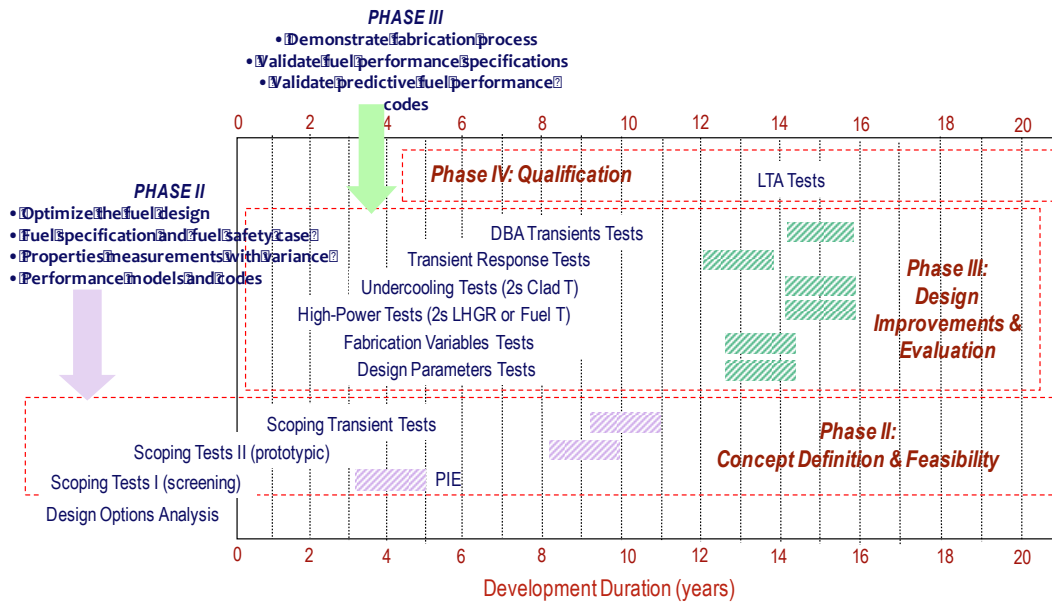 PHASE III
• Demonstrate fabrication process
• Validate fuel performance specifications
• Validate predictive fuel performance
codes
0 2 4 6 8 10 12 14 16 18 20
Phase IV: Qualification
LTA Tests
PHASE II
• Optimize the fuel design
• Fuel specification and fuel safety case
• Properties measurements with variance
• Performance models and codes
DBA Transients Tests
Transient Response Tests
Undercooling Tests (2s Clad T)
High-Power Tests (2s LHGR or Fuel T)
Fabrication Variables Tests
Design Parameters Tests
Phase III:
Design
Improvements &
Evaluation
Scoping Transient Tests
Scoping Tests II (prototypic)
Scoping Tests I (screening)
PIE
Design Options Analysis
Phase II:
Concept Definition & Feasibility
0 2 4 6 8 10 12 14 16 18 20
Development Duration (years)